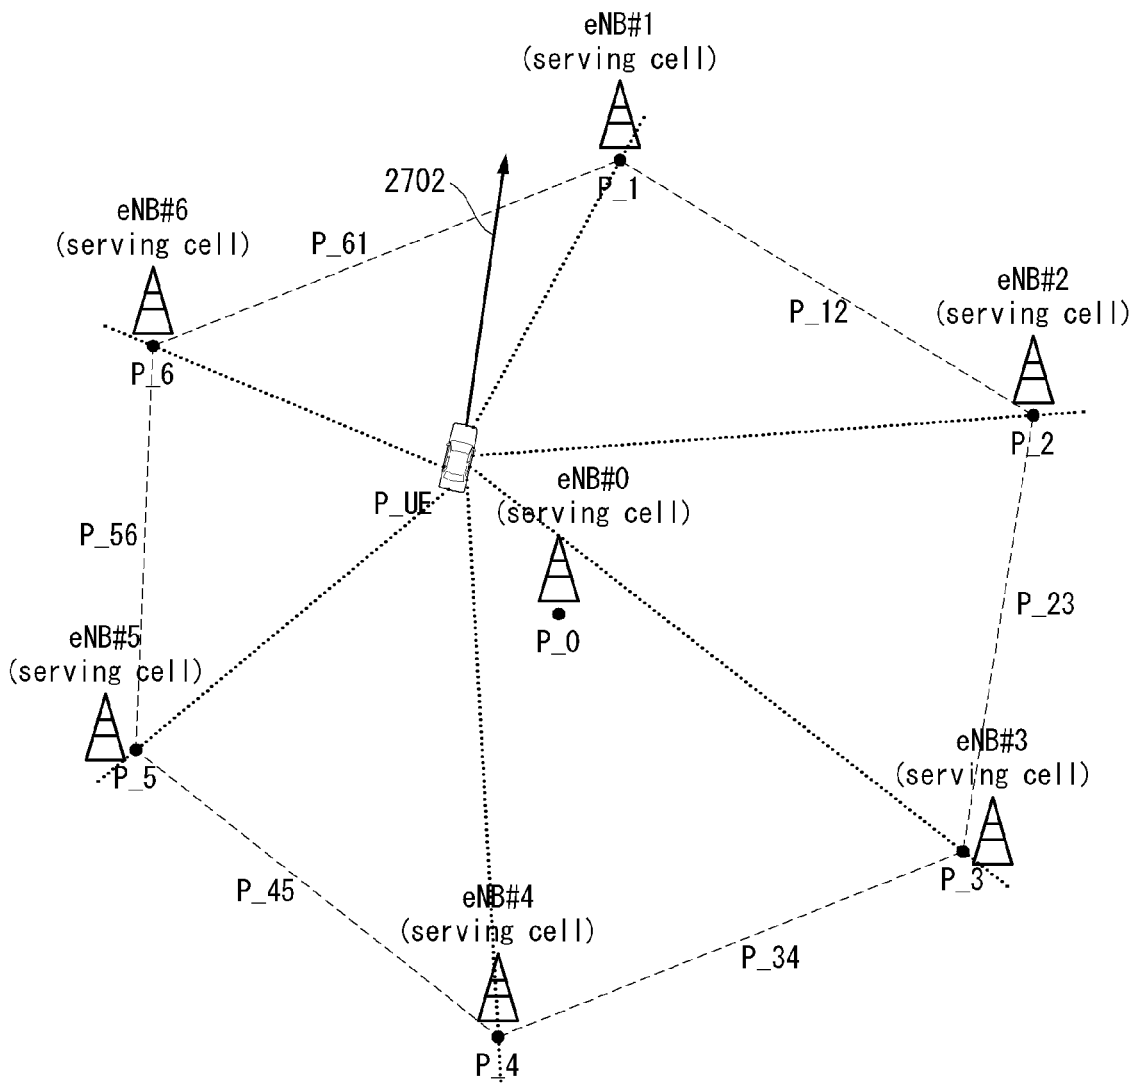 eNB#1
(serving cell)
2702
P_1
eNB#6
(serving cell)
P_61
eNB#2
(serving cell)
P_12
P_6
P_2
eNB#0
(serving cell)
P_UE
P_56
P_23
P_0
eNB#5
(serving cell)
eNB#3
(serving cell)
P_5
P_3
P_45
eNB#4
(serving cell)
P_34
P_4